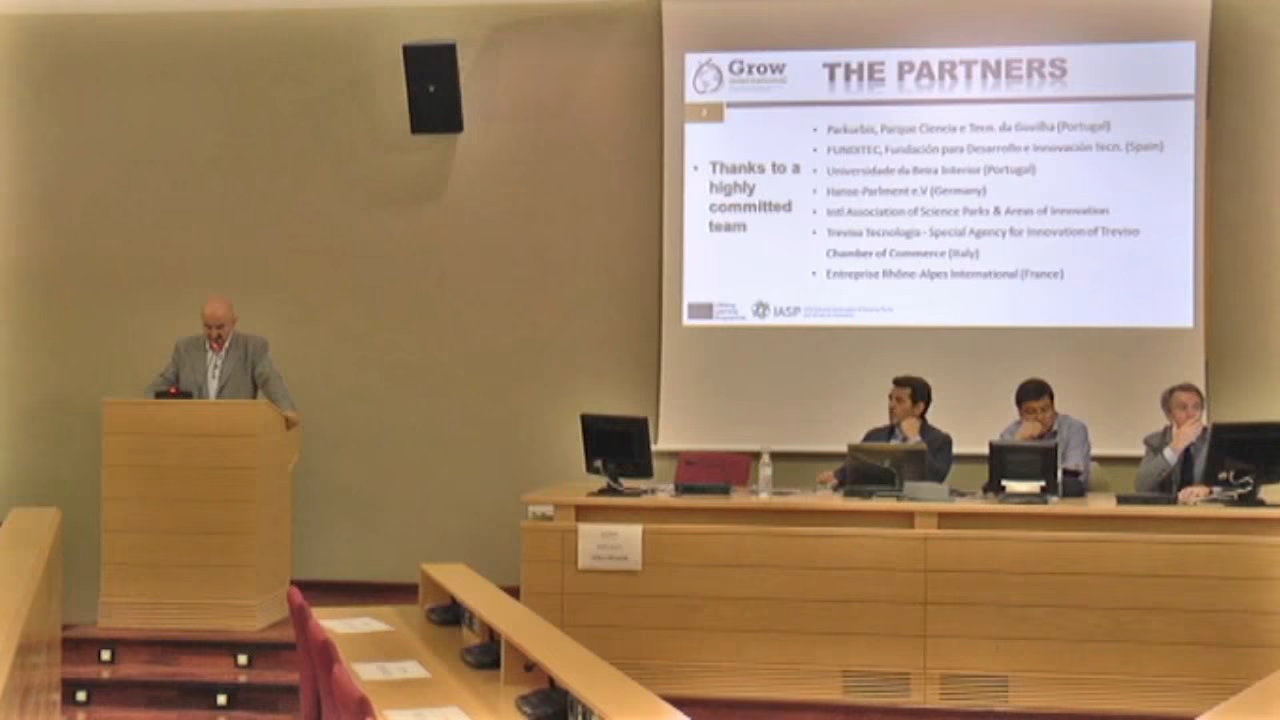 Grow
international
THE PARTNERS
Thanks to a
highly
committed
team
• Parkurbis, Parque Ciencia e Tecn. da Covilha (Portugal)
• FUNDITEC, Fundación para Desarrollo e Innovación Tecn. (Spain)
• Universidade da Beira Interior (Portugal)
• Hanse-Parlment e.V (Germany)
• Intl Association of Science Parks & Areas of Innovation
• Treviso Tecnologia - Special Agency for Innovation of Treviso
Chamber of Commerce (Italy)
• Entreprise Rhône-Alpes International (France)
IASP